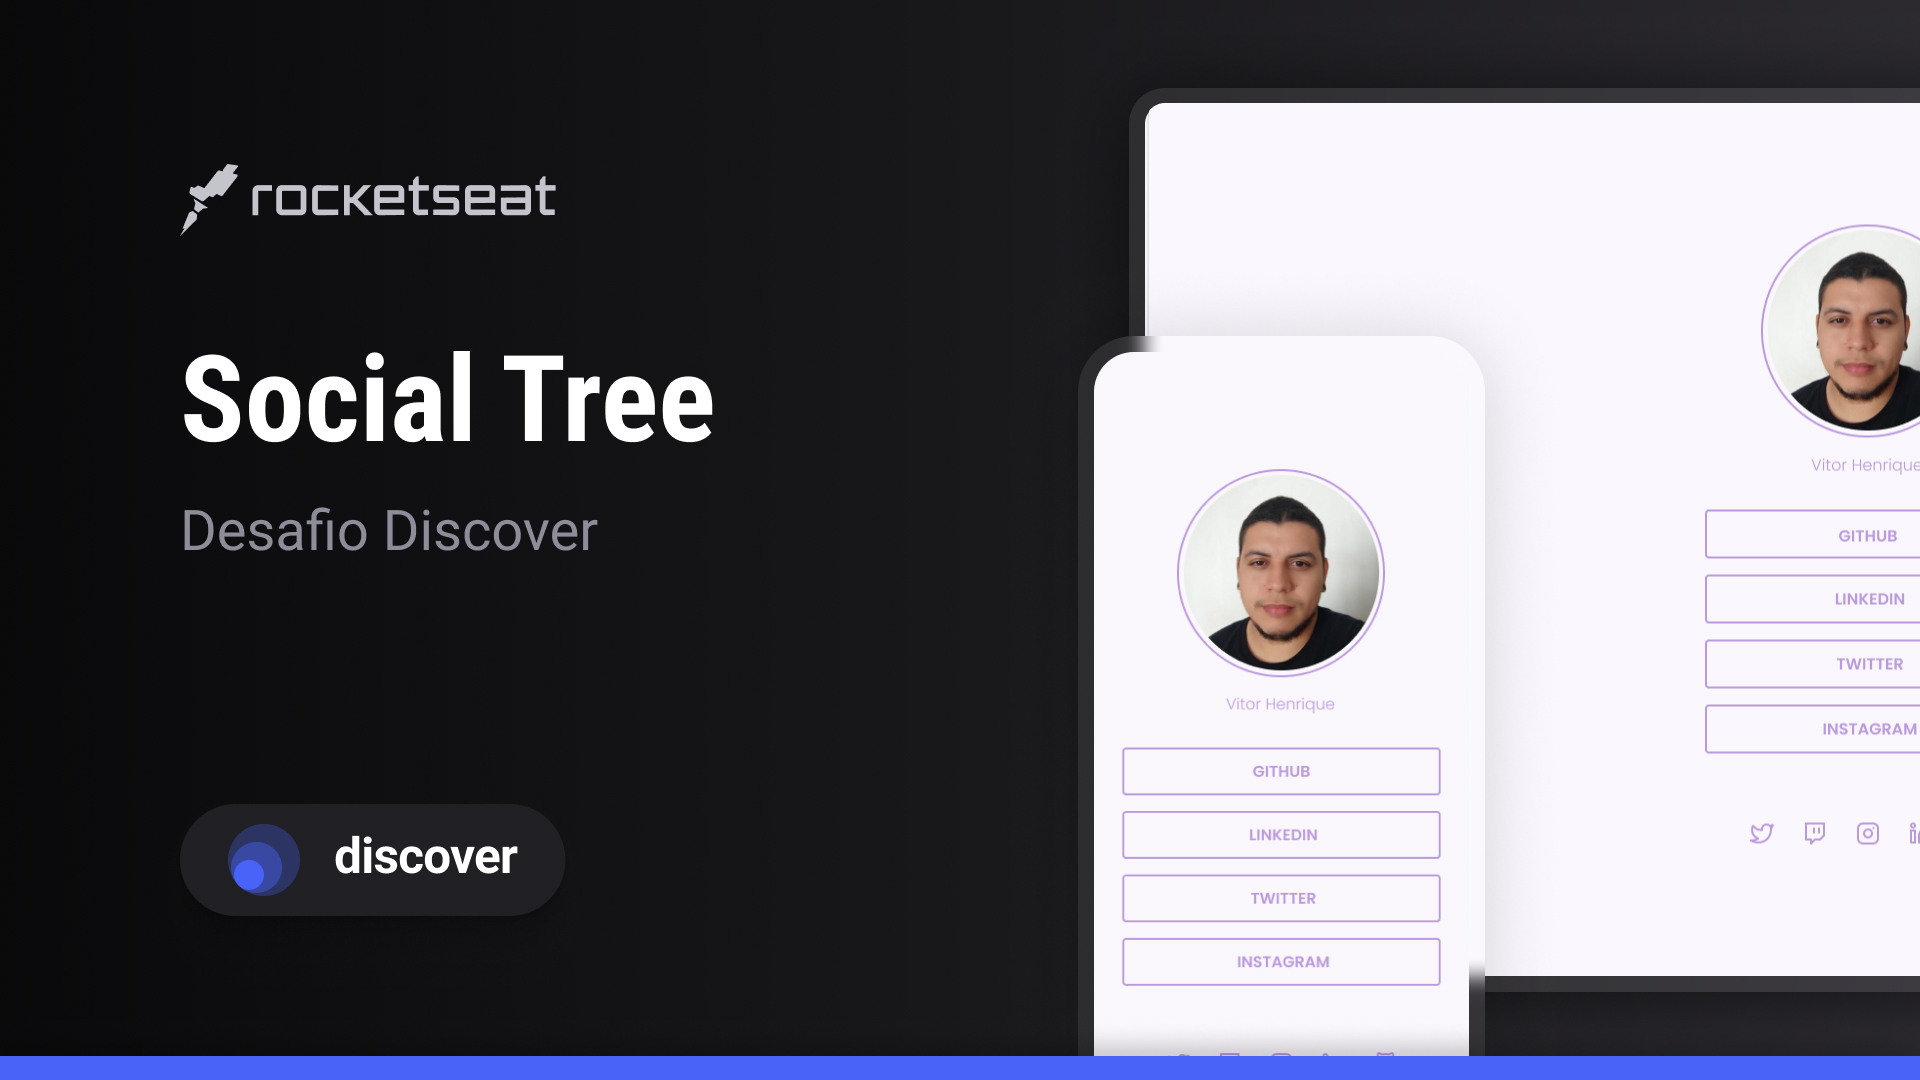 rocketseat
Social Tree
Desafio Discover
discover
Vitor Henrique
GITHUB
LINKEDIN
TWITTER
INSTAGRAM
Vitor Henrique
GITHUB
LINKEDIN
TWITTER
INSTAGRAM